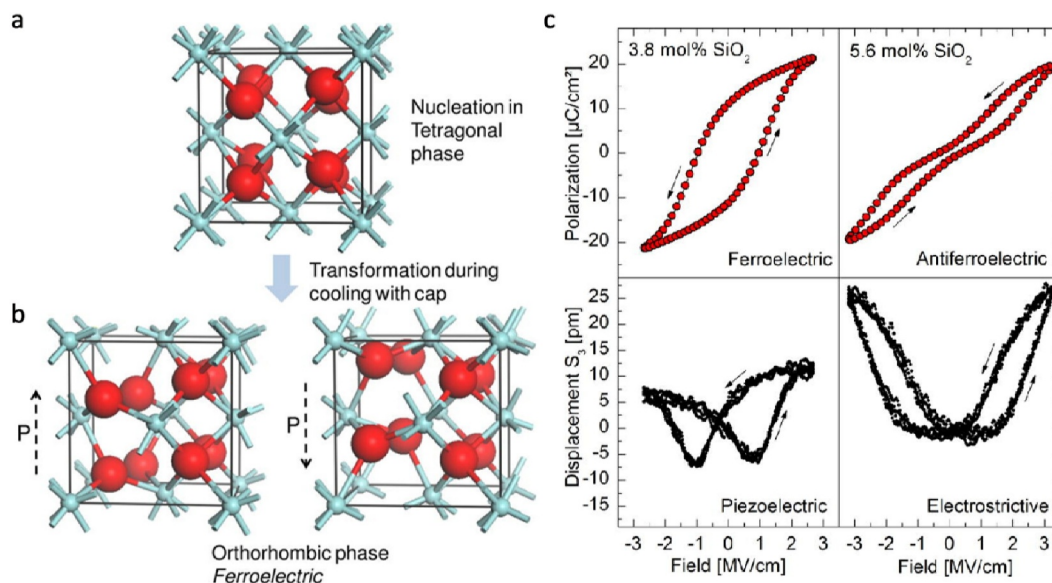 a
Nucleation in
Tetragonal
phase
Transformation during
cooling with cap
b
P
P
Orthorhombic phase
Ferroelectric
c
3.8 mol% SiO₂
5.6 mol% SiO₂
Polarization [µC/cm²]
20
10
0
-10
-20
Ferroelectric
Antiferroelectric
Displacement S₃ [pm]
25
20
15
10
5
0
-5
-10
-15
Piezoelectric
Electrostrictive
-3 -2 -1 0 1 2 3
-3 -2 -1 0 1 2 3
Field [MV/cm]
Field [MV/cm]